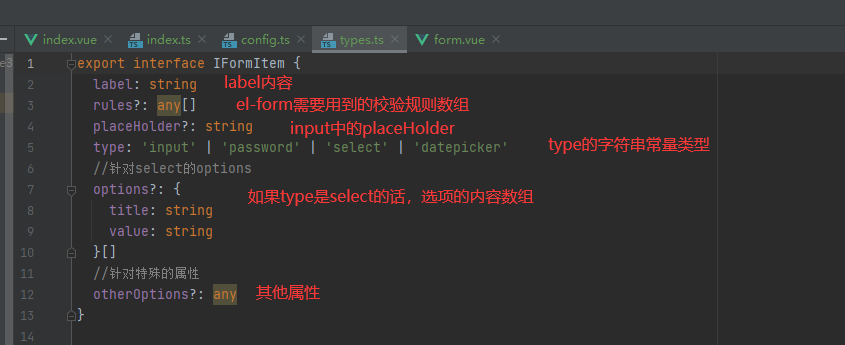 index.vue index.ts config.ts types.ts form.vue
1 export interface IFormItem {
2 label: string label内容
3 rules?: any[] el-form需要用到的校验规则数组
4 placeHolder?: string input中的placeHolder
5 type: 'input' | 'password' | 'select' | 'datepicker' type的字符串常量类型
6 //针对select的options
7 options?: { 如果type是select的话，选项的内容数组
8 title: string
9 value: string
10 }[]
11 //针对特殊的属性
12 otherOptions?: any 其他属性
13 }
14